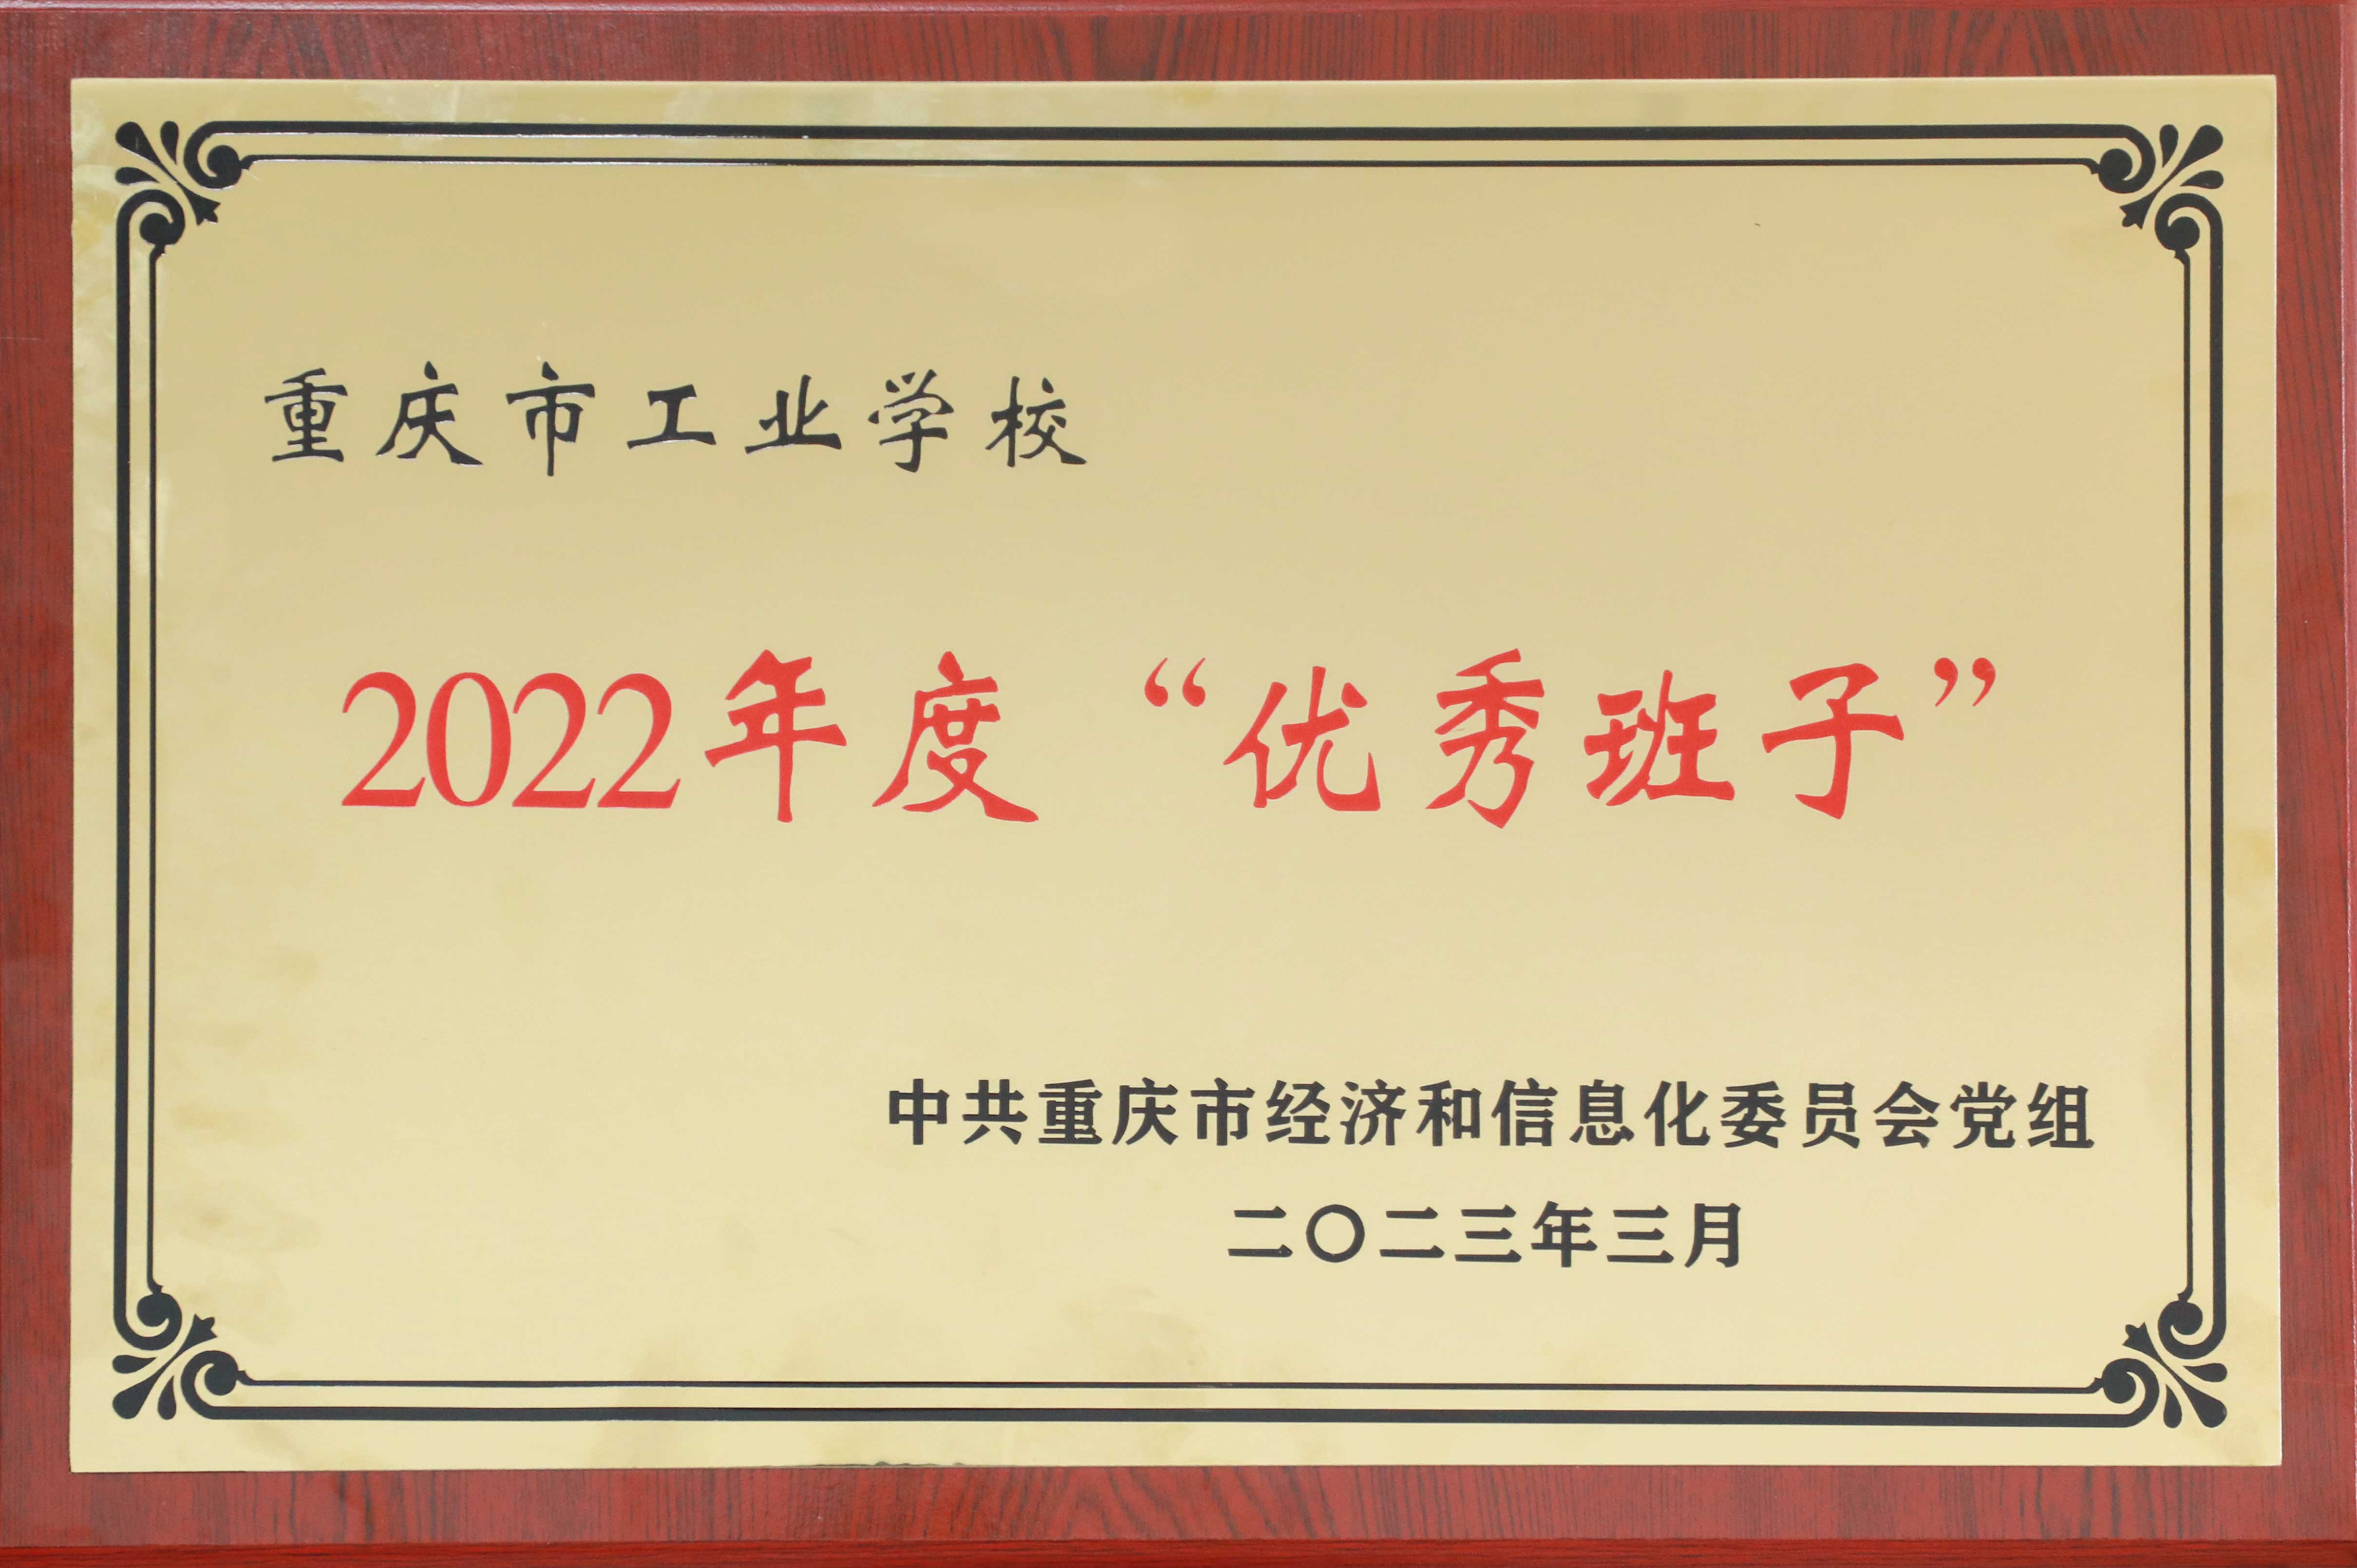 重庆市工业学校
2022年度“优秀班子”
中共重庆市经济和信息化委员会党组
二〇二三年三月